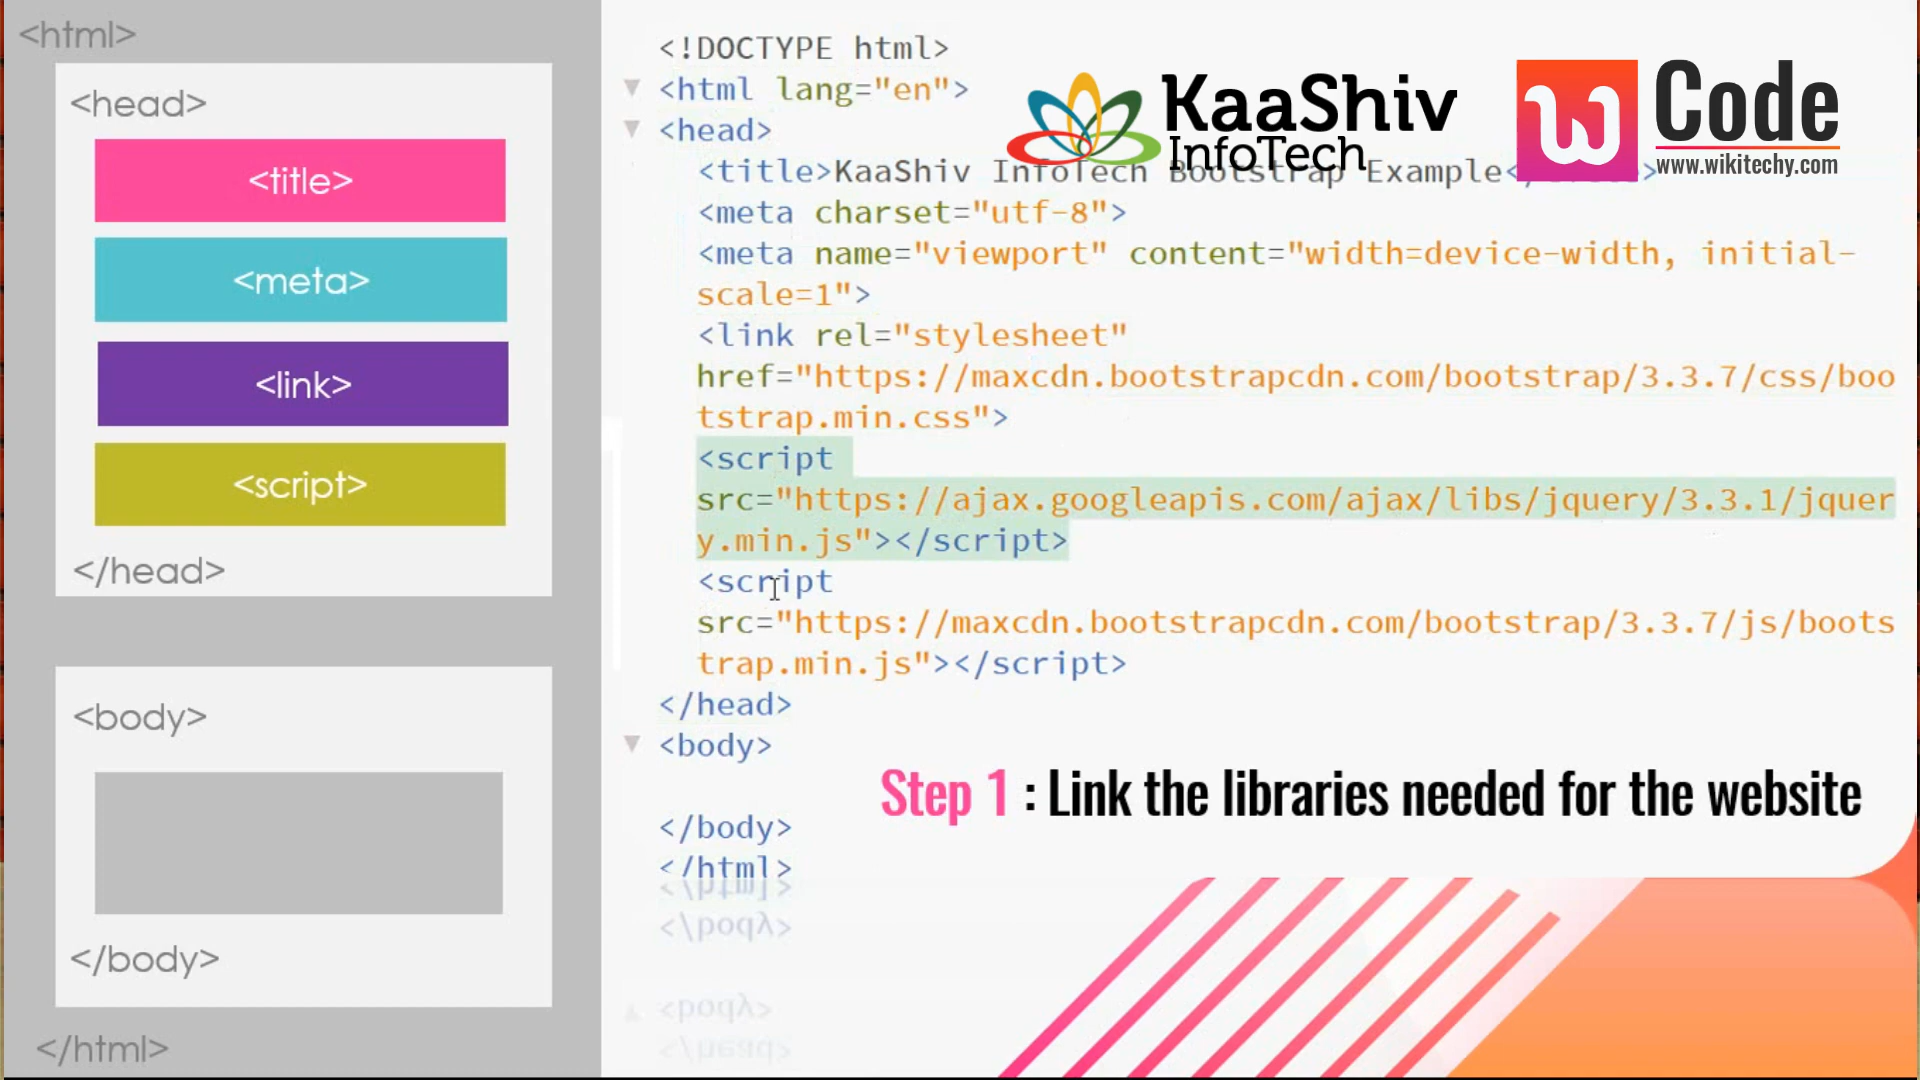 <html>
<head>
<title>
<meta>
<link>
<script>
</head>
<body>
</body>
</html>
<!DOCTYPE html>
<html lang="en">
<head>
<title>KaaShiv InfoTech Bootstrap Example<
<meta charset="utf-8">
<meta name="viewport" content="width=device-width, initial-
scale=1">
<link rel="stylesheet"
href="https://maxcdn.bootstrapcdn.com/bootstrap/3.3.7/css/boo
tstrap.min.css">
<script
src="https://ajax.googleapis.com/ajax/libs/jquery/3.3.1/jquer
y.min.js"></script>
<script
src="https://maxcdn.bootstrapcdn.com/bootstrap/3.3.7/js/boots
trap.min.js"></script>
</head>
<body>
</body>
</html>
KaaShiv
InfoTech
W Code
www.wikitechy.com
Step 1 : Link the libraries needed for the website